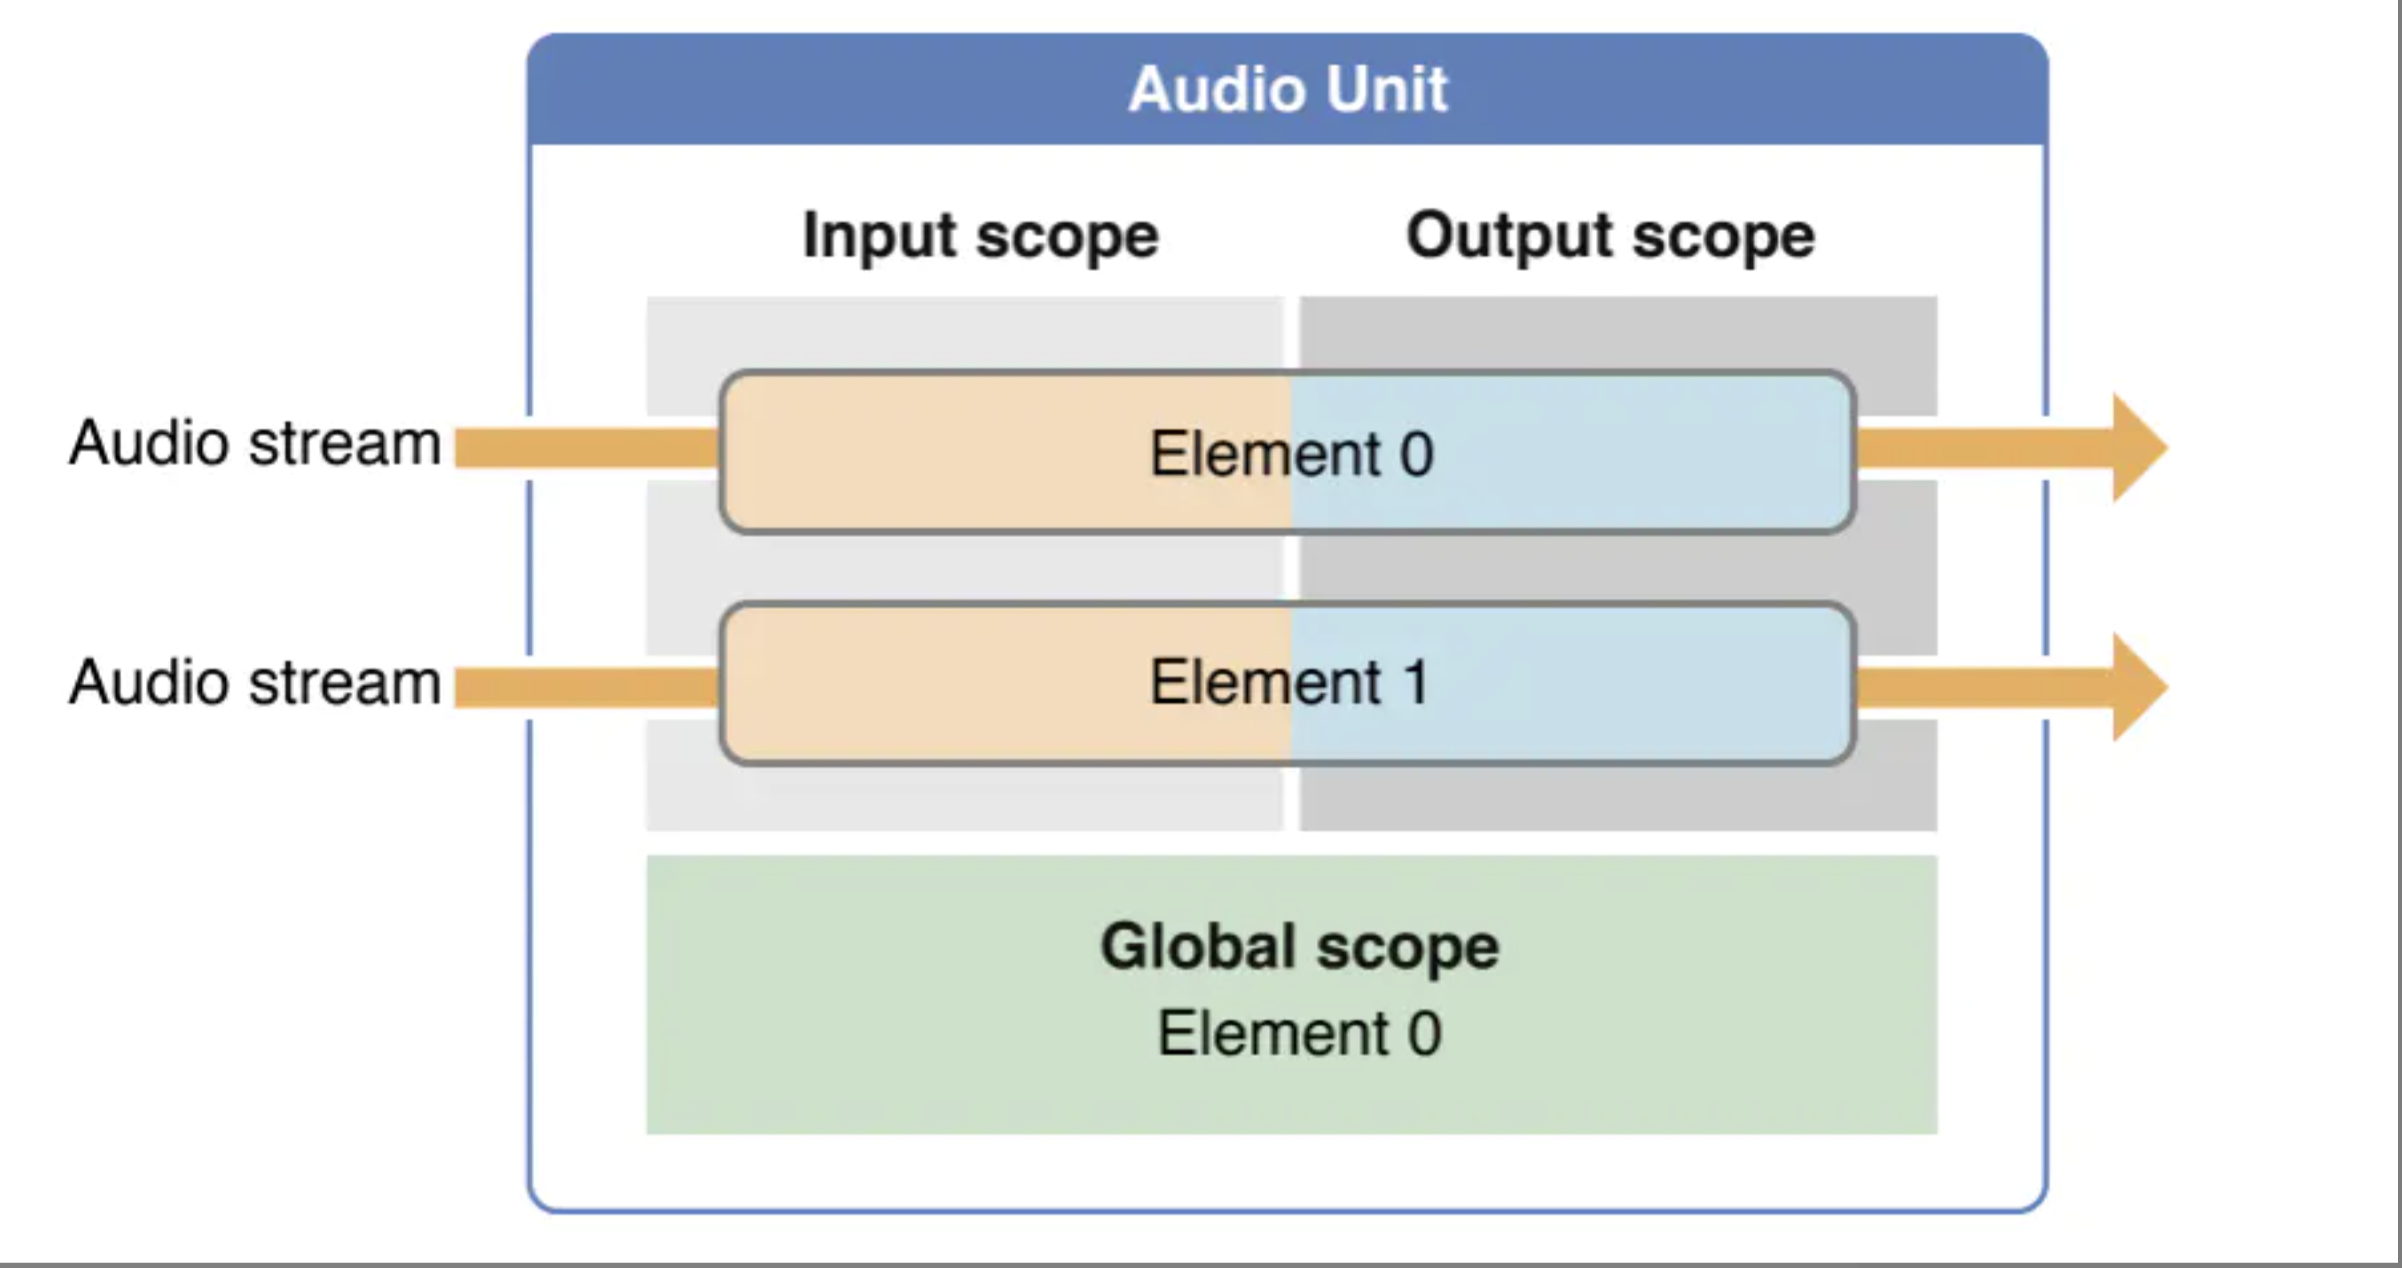 Audio Unit
Input scope
Output scope
Audio stream
Element 0
Audio stream
Element 1
Global scope
Element 0